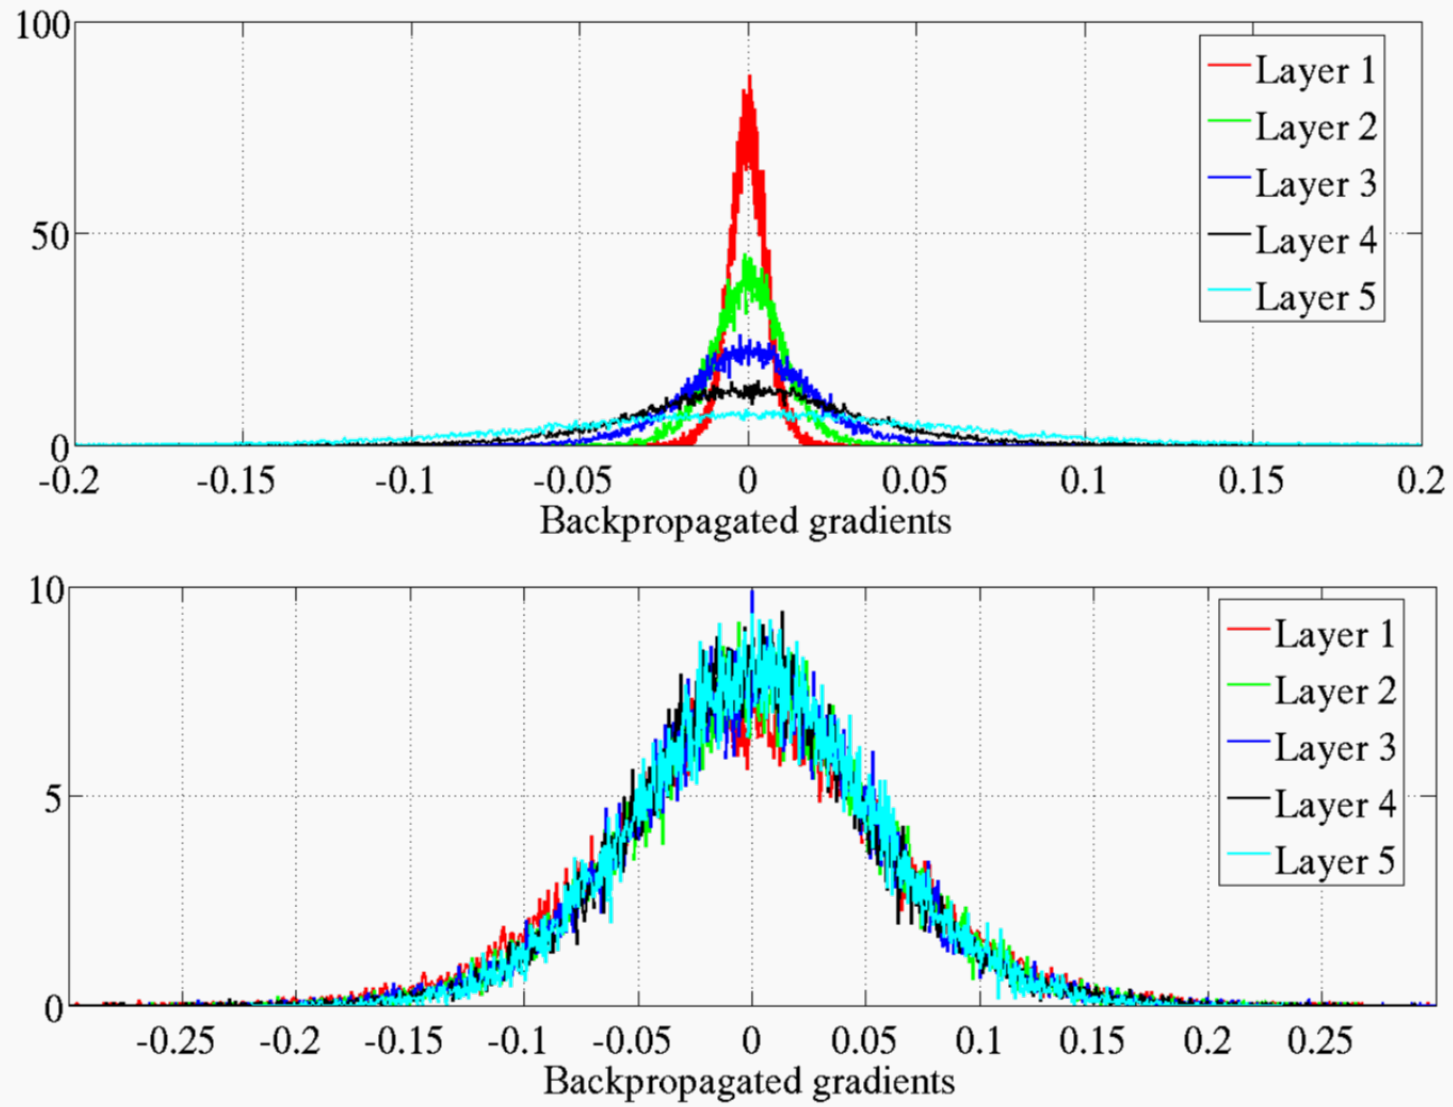 100
50
0
-0.2 -0.15 -0.1 -0.05 0 0.05 0.1 0.15 0.2
Backpropagated gradients
Layer 1
Layer 2
Layer 3
Layer 4
Layer 5
10
5
0
-0.25 -0.2 -0.15 -0.1 -0.05 0 0.05 0.1 0.15 0.2 0.25
Backpropagated gradients
Layer 1
Layer 2
Layer 3
Layer 4
Layer 5